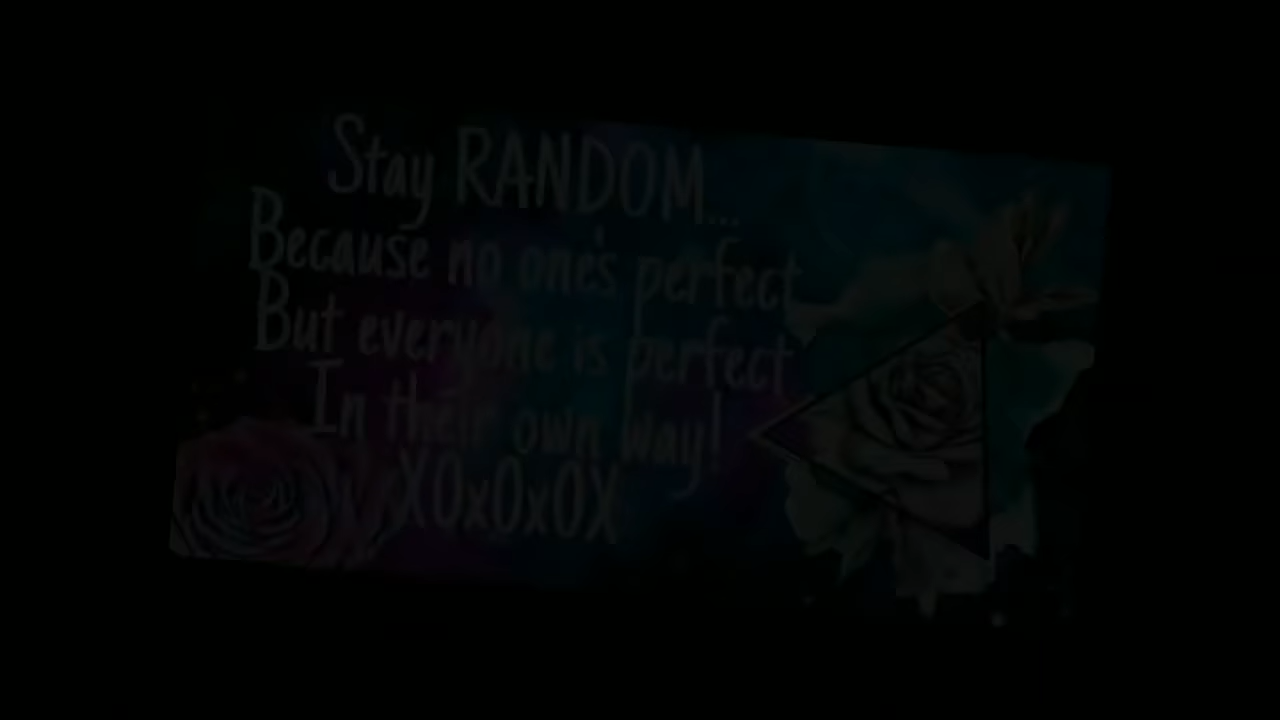 Stay RANDOM...
Because no one's perfect
But everyone is perfect
In their own way!
XOxOxOX